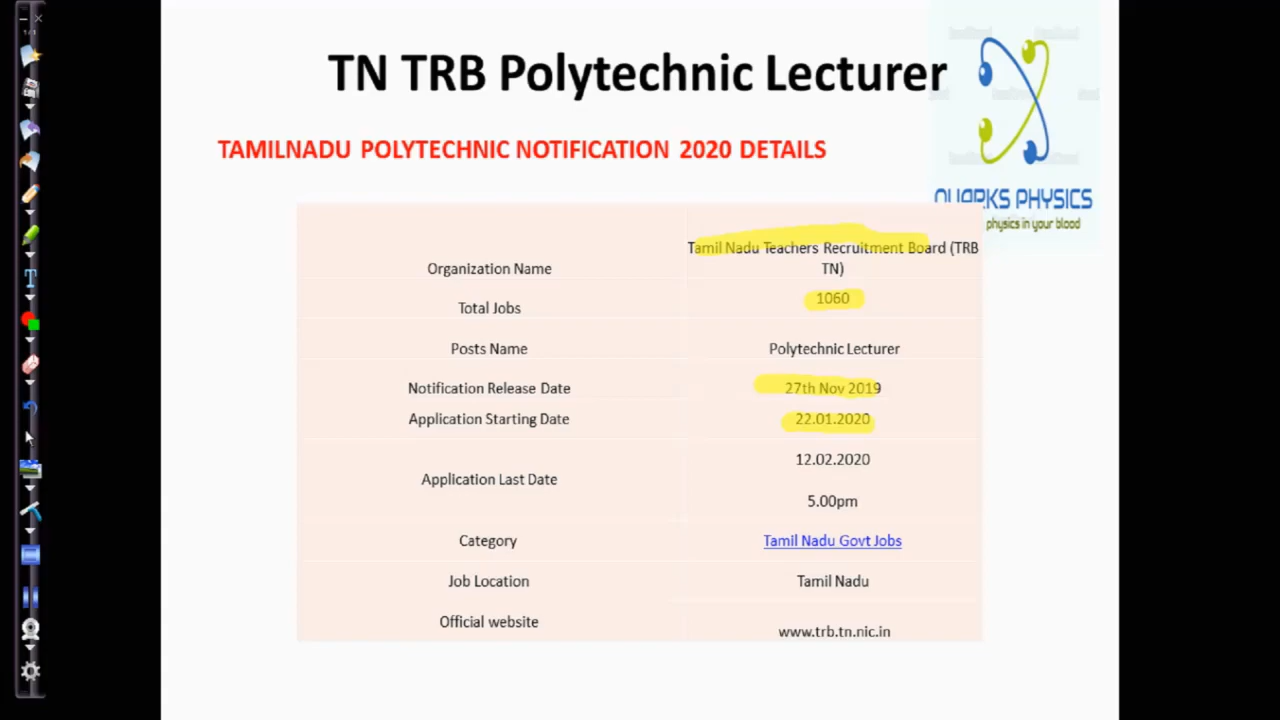 TN TRB Polytechnic Lecturer
TAMILNADU POLYTECHNIC NOTIFICATION 2020 DETAILS
QUARKS PHYSICS
physics in your blood
Organization Name
Tamil Nadu Teachers Recruitment Board (TRB
TN)
Total Jobs
1060
Posts Name
Polytechnic Lecturer
Notification Release Date
27th Nov 2019
Application Starting Date
22.01.2020
Application Last Date
12.02.2020
5.00pm
Category
Tamil Nadu Govt Jobs
Job Location
Tamil Nadu
Official website
www.trb.tn.nic.in